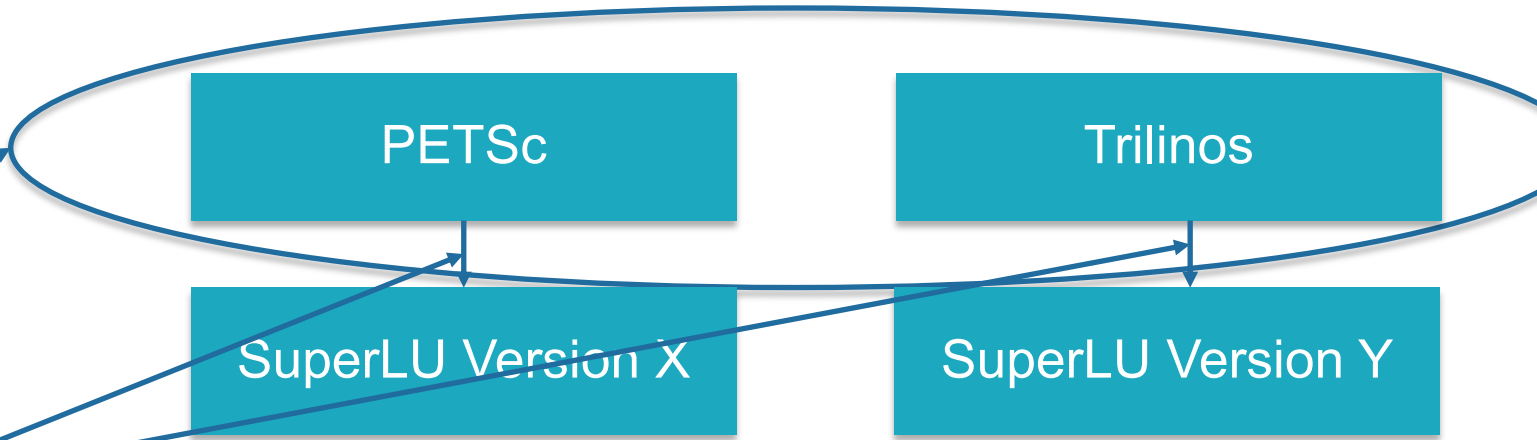 PETSc
Trilinos
SuperLU Version X
SuperLU Version Y